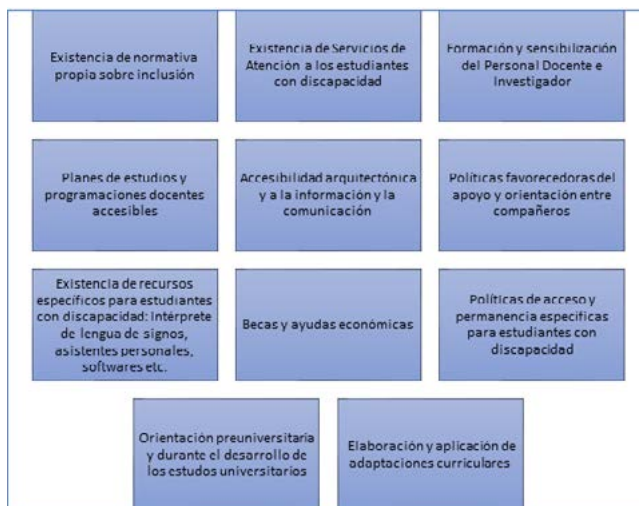 Existencia de normativa
propia sobre inclusión
Existencia de Servicios de
Atención a los estudiantes
con discapacidad
Formación y sensibilización
del Personal Docente e
Investigador
Planes de estudios y
programaciones docentes
accesibles
Accesibilidad arquitectónica
y a la información y la
comunicación
Políticas favorecedoras del
apoyo y orientación entre
compañeros
Existencia de recursos
específicos para estudiantes
con discapacidad: Intérprete
de lengua de signos,
asistentes personales,
softwares etc.
Becas y ayudas económicas
Políticas de acceso y
permanencia específicas
para estudiantes con
discapacidad
Orientación preuniversitaria
y durante el desarrollo de
los estudos universitarios
Elaboración y aplicación de
adaptaciones curriculares